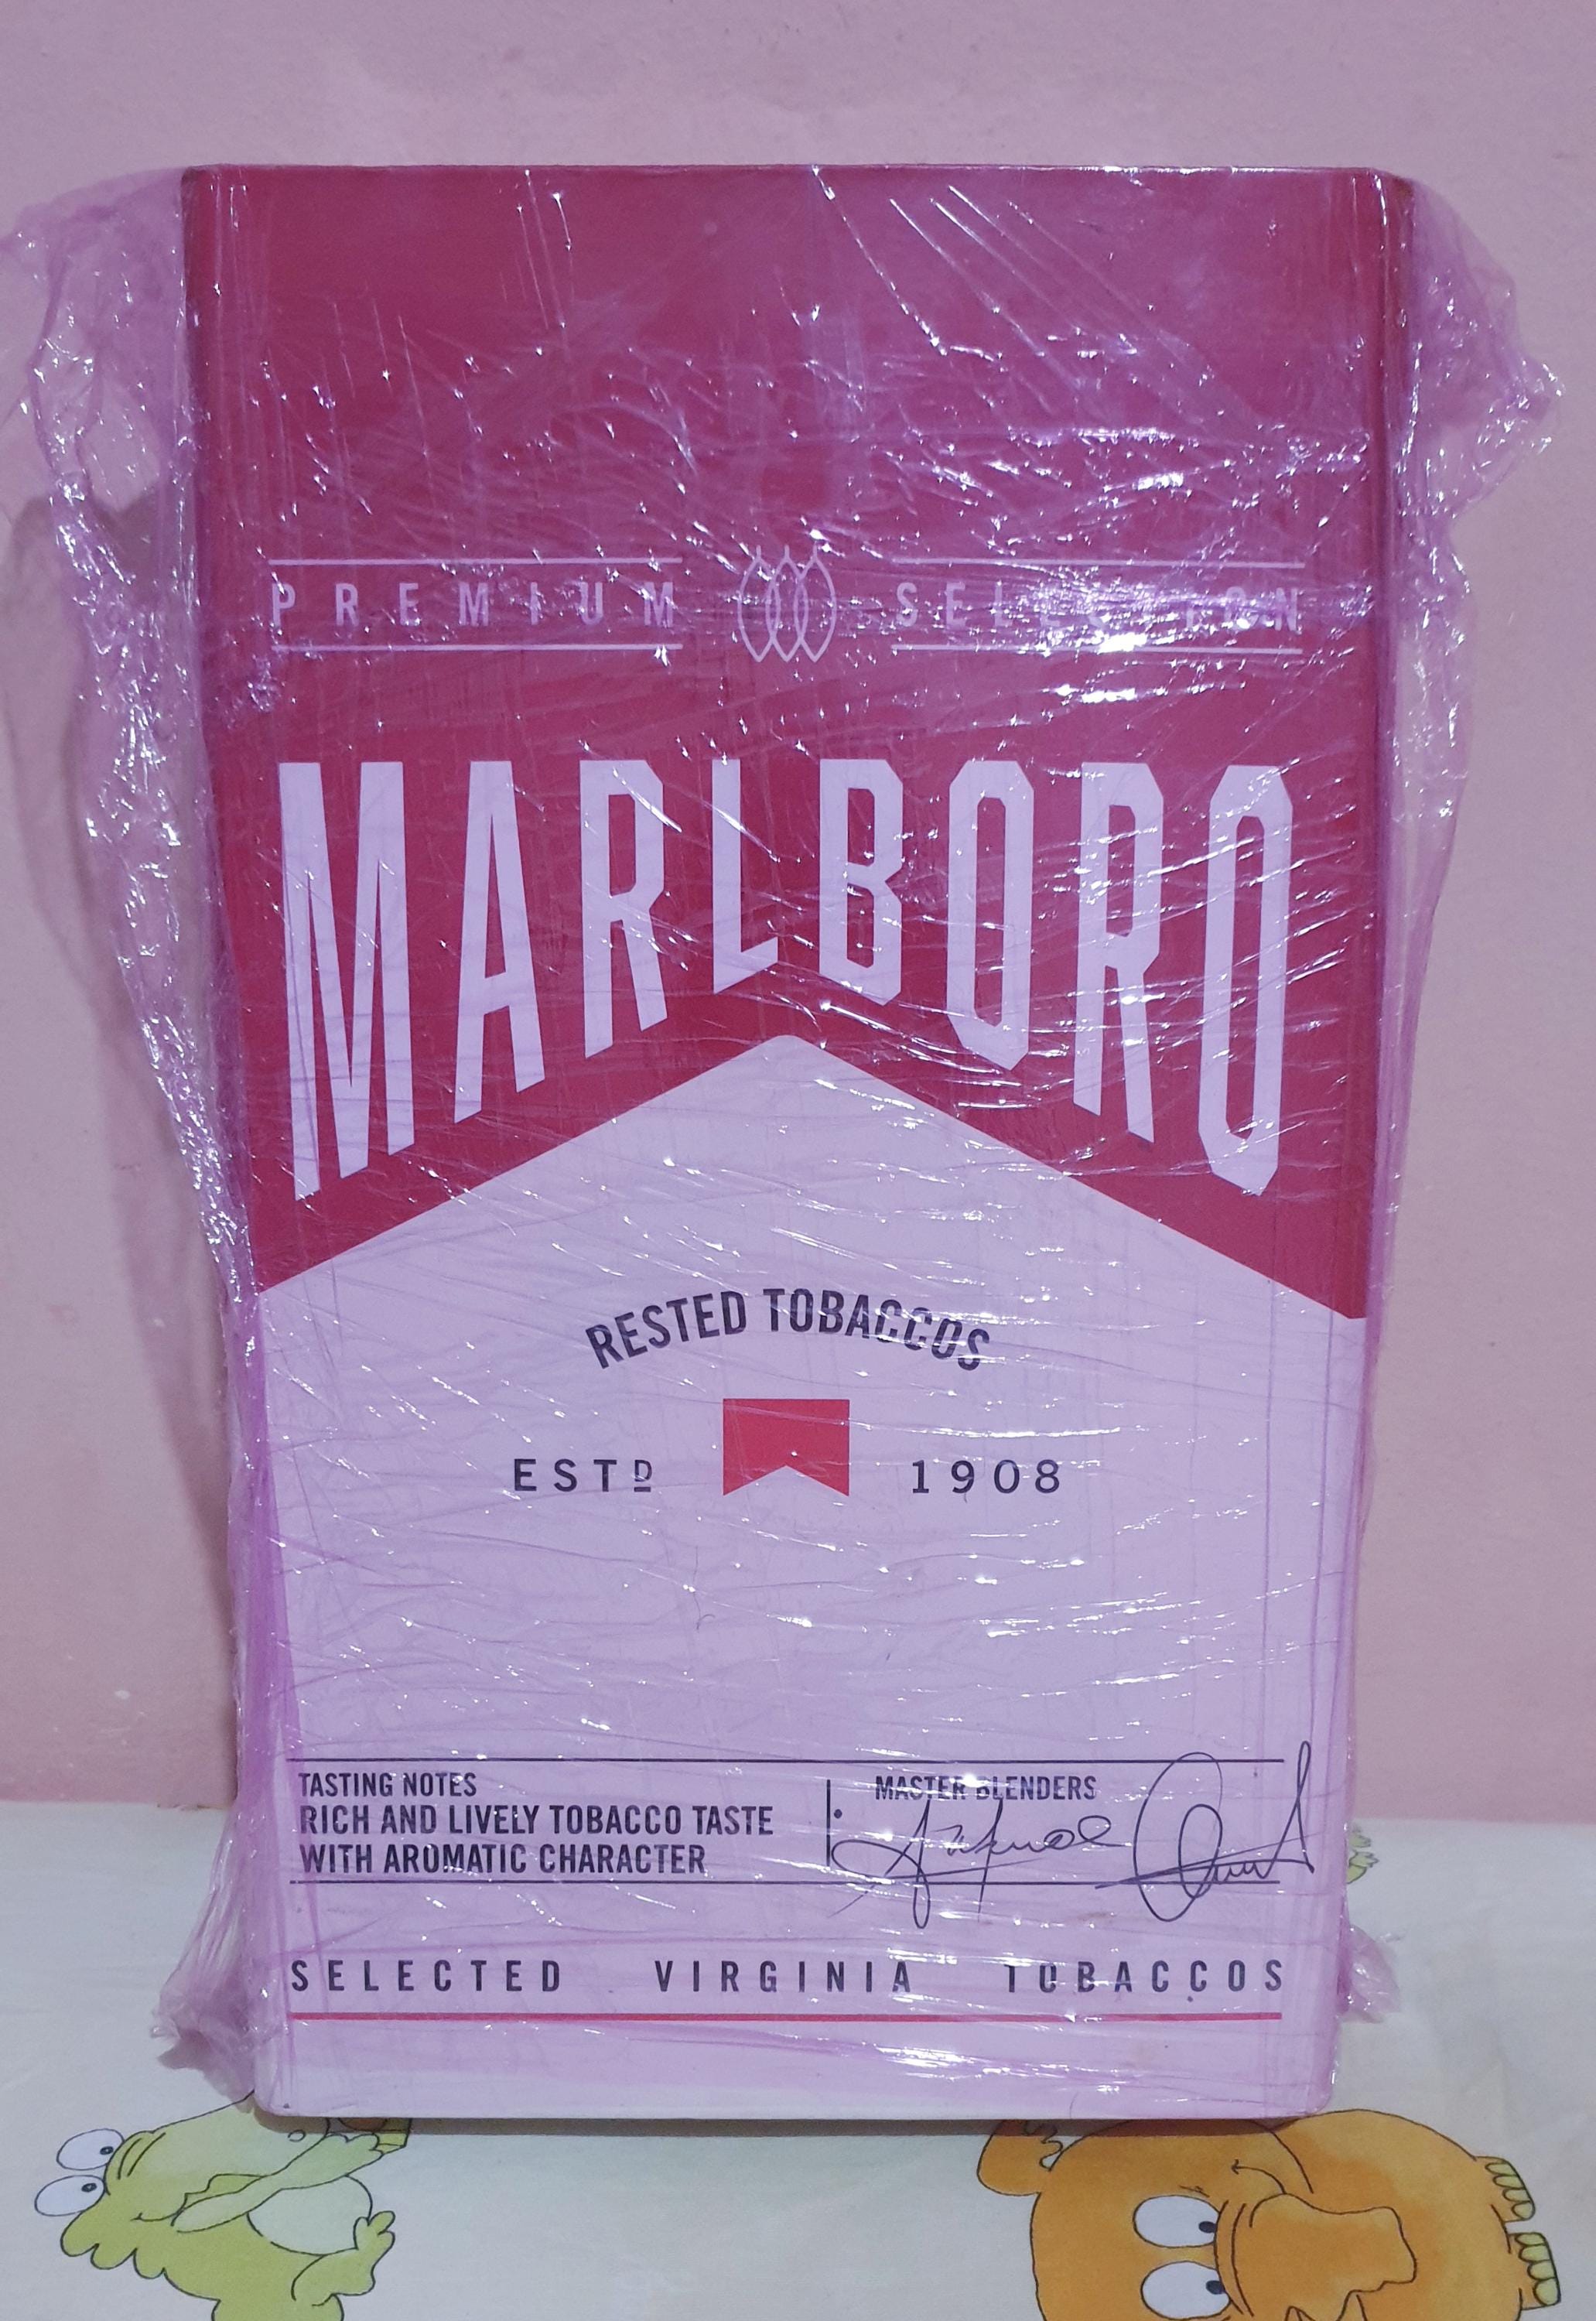 PREMIUM SELECTION
MARLBORO
RESTED TOBACCOS
ESTD 1908
TASTING NOTES
RICH AND LIVELY TOBACCO TASTE
WITH AROMATIC CHARACTER
MASTER BLENDERS
SELECTED VIRGINIA TOBACCOS